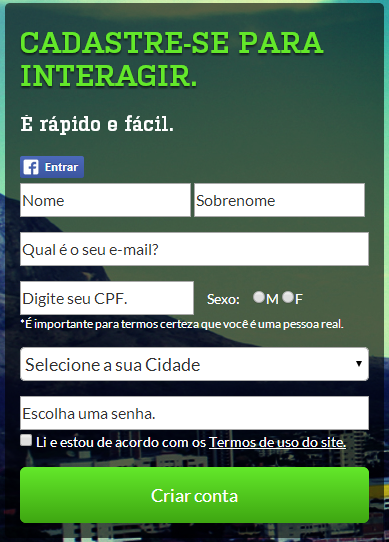 CADASTRE-SE PARA
INTERAGIR.
É rápido e fácil.
Entrar
Nome Sobrenome
Qual é o seu e-mail?
Digite seu CPF. Sexo: M F
*É importante para termos certeza que você é uma pessoa real.
Selecione a sua Cidade
Escolha uma senha.
Li e estou de acordo com os Termos de uso do site.
Criar conta